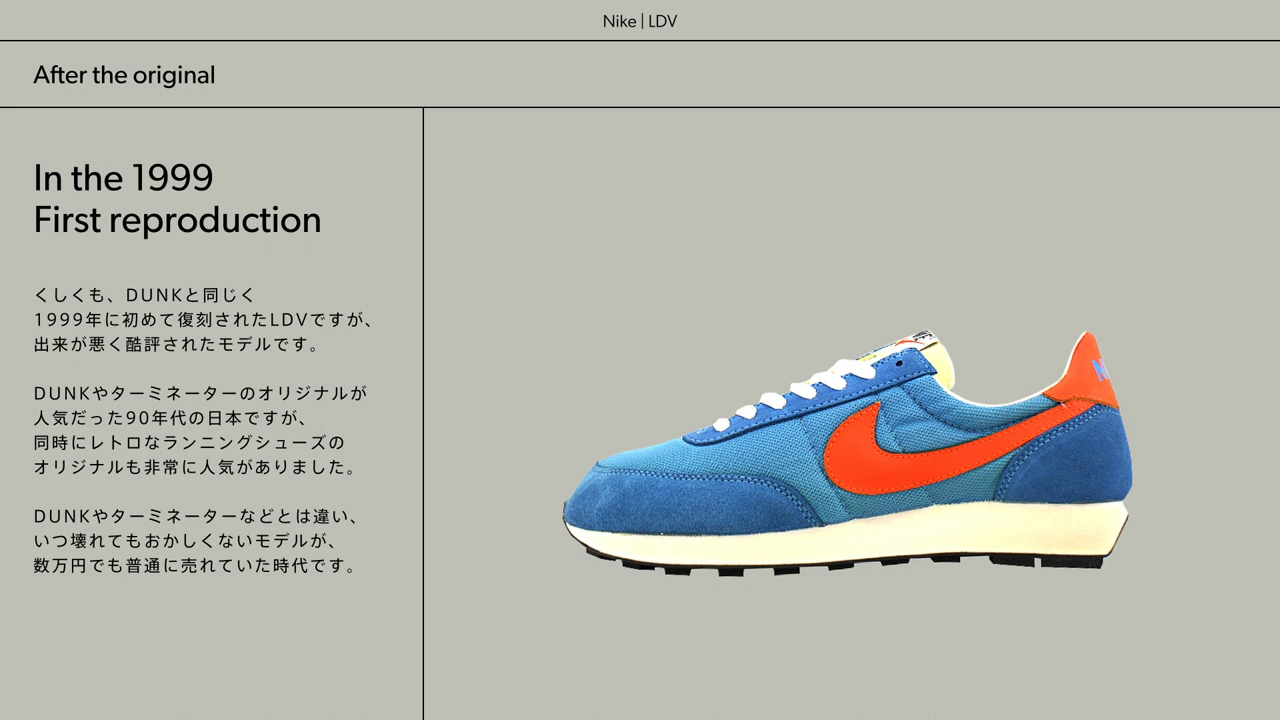 Nike | LDV
After the original
In the 1999
First reproduction
くしくも、DUNKと同じく
1999年に初めて復刻されたLDVですが、
出来が悪く酷評されたモデルです。
DUNKやターミネーターのオリジナルが
人気だった90年代の日本ですが、
同時にレトロなランニングシューズの
オリジナルも非常に人気がありました。
DUNKやターミネーターなどとは違い、
いつ壊れてもおかしくないモデルが、
数万円でも普通に売れていた時代です。